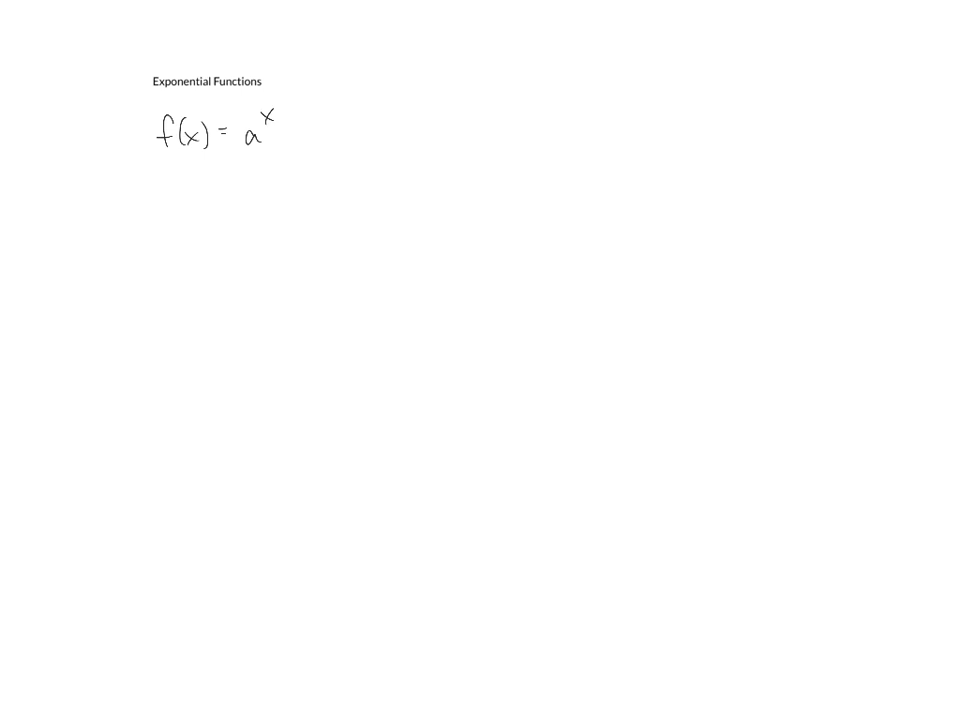 Exponential Functions
f(x) = a^x